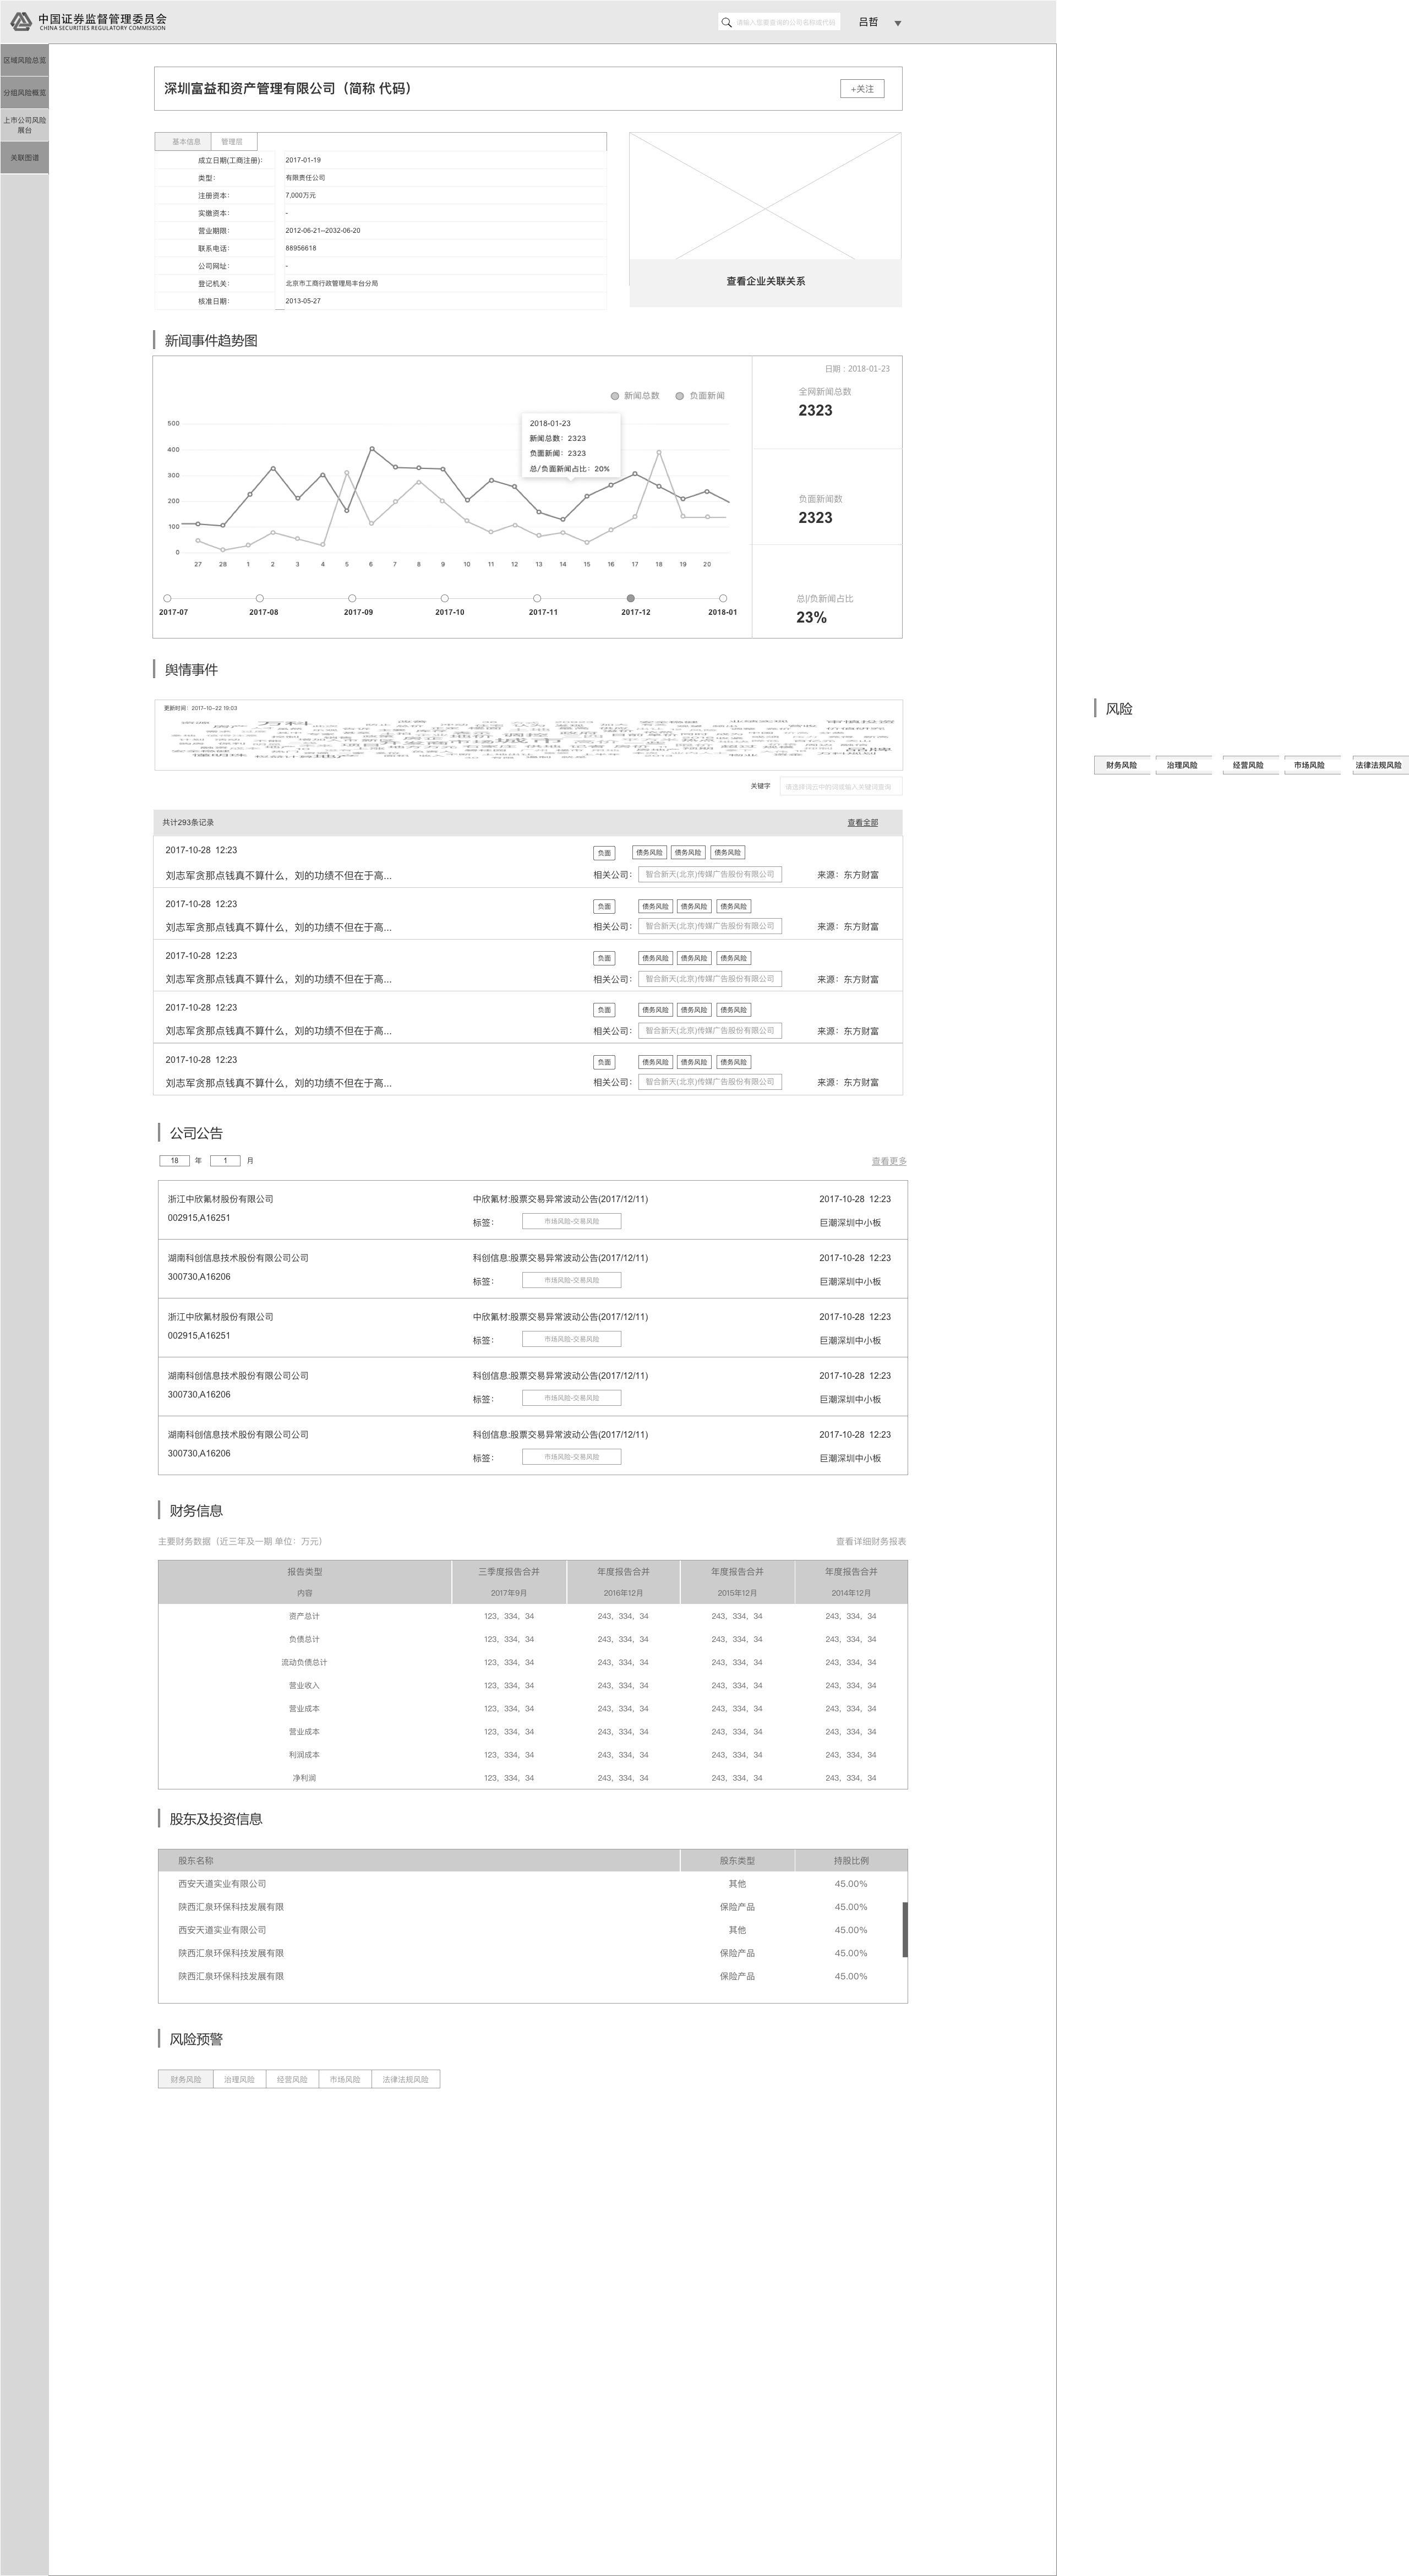 中国证券监督管理委员会
CHINA SECURITIES REGULATORY COMMISSION
请输入您要查询的公司名称或代码
吕哲
区域风险总览
分组风险概览
上市公司风险
展台
关联图谱
深圳富益和资产管理有限公司（简称 代码）
+关注
基本信息 管理层
成立日期(工商注册): 2017-01-19
类型: 有限责任公司
注册资本: 7,000万元
实缴资本: -
营业期限: 2012-06-21--2032-06-20
联系电话: 88956618
公司网址: -
登记机关: 北京市工商行政管理局丰台分局
核准日期: 2013-05-27
查看企业关联关系
新闻事件趋势图
日期：2018-01-23
新闻总数 负面新闻
全网新闻总数
2323
负面新闻数
2323
总|/负新闻占比
23%
2018-01-23
新闻总数：2323
负面新闻：2323
总/负面新闻占比：20%
500
400
300
200
100
0
27 28 1 2 3 4 5 6 7 8 9 10 11 12 13 14 15 16 17 18 19 20
2017-07 2017-08 2017-09 2017-10 2017-11 2017-12 2018-01
舆情事件
更新时间：2017-10-22 19:03
关键字 请选择词云中的词或输入关键词查询
共计293条记录 查看全部
2017-10-28 12:23 负面 债务风险 债务风险 债务风险
刘志军贪那点钱真不算什么，刘的功绩不但在于高... 相关公司： 智合新天(北京)传媒广告股份有限公司 来源：东方财富
2017-10-28 12:23 负面 债务风险 债务风险 债务风险
刘志军贪那点钱真不算什么，刘的功绩不但在于高... 相关公司： 智合新天(北京)传媒广告股份有限公司 来源：东方财富
2017-10-28 12:23 负面 债务风险 债务风险 债务风险
刘志军贪那点钱真不算什么，刘的功绩不但在于高... 相关公司： 智合新天(北京)传媒广告股份有限公司 来源：东方财富
2017-10-28 12:23 负面 债务风险 债务风险 债务风险
刘志军贪那点钱真不算什么，刘的功绩不但在于高... 相关公司： 智合新天(北京)传媒广告股份有限公司 来源：东方财富
2017-10-28 12:23 负面 债务风险 债务风险 债务风险
刘志军贪那点钱真不算什么，刘的功绩不但在于高... 相关公司： 智合新天(北京)传媒广告股份有限公司 来源：东方财富
公司公告
18 年 1 月 查看更多
浙江中欣氟材股份有限公司 中欣氟材:股票交易异常波动公告(2017/12/11) 2017-10-28 12:23
002915,A16251 标签： 市场风险-交易风险 巨潮深圳中小板
湖南科创信息技术股份有限公司公司 科创信息:股票交易异常波动公告(2017/12/11) 2017-10-28 12:23
300730,A16206 标签： 市场风险-交易风险 巨潮深圳中小板
浙江中欣氟材股份有限公司 中欣氟材:股票交易异常波动公告(2017/12/11) 2017-10-28 12:23
002915,A16251 标签： 市场风险-交易风险 巨潮深圳中小板
湖南科创信息技术股份有限公司公司 科创信息:股票交易异常波动公告(2017/12/11) 2017-10-28 12:23
300730,A16206 标签： 市场风险-交易风险 巨潮深圳中小板
湖南科创信息技术股份有限公司公司 科创信息:股票交易异常波动公告(2017/12/11) 2017-10-28 12:23
300730,A16206 标签： 市场风险-交易风险 巨潮深圳中小板
财务信息
主要财务数据（近三年及一期 单位：万元） 查看详细财务报表
报告类型 三季度报告合并 年度报告合并 年度报告合并 年度报告合并
内容 2017年9月 2016年12月 2015年12月 2014年12月
资产总计 123，334，34 243，334，34 243，334，34 243，334，34
负债总计 123，334，34 243，334，34 243，334，34 243，334，34
流动负债总计 123，334，34 243，334，34 243，334，34 243，334，34
营业收入 123，334，34 243，334，34 243，334，34 243，334，34
营业成本 123，334，34 243，334，34 243，334，34 243，334，34
营业成本 123，334，34 243，334，34 243，334，34 243，334，34
利润成本 123，334，34 243，334，34 243，334，34 243，334，34
净利润 123，334，34 243，334，34 243，334，34 243，334，34
股东及投资信息
股东名称 股东类型 持股比例
西安天道实业有限公司 其他 45.00%
陕西汇泉环保科技发展有限 保险产品 45.00%
西安天道实业有限公司 其他 45.00%
陕西汇泉环保科技发展有限 保险产品 45.00%
陕西汇泉环保科技发展有限 保险产品 45.00%
风险预警
财务风险 治理风险 经营风险 市场风险 法律法规风险
风险
财务风险 治理风险 经营风险 市场风险 法律法规风险